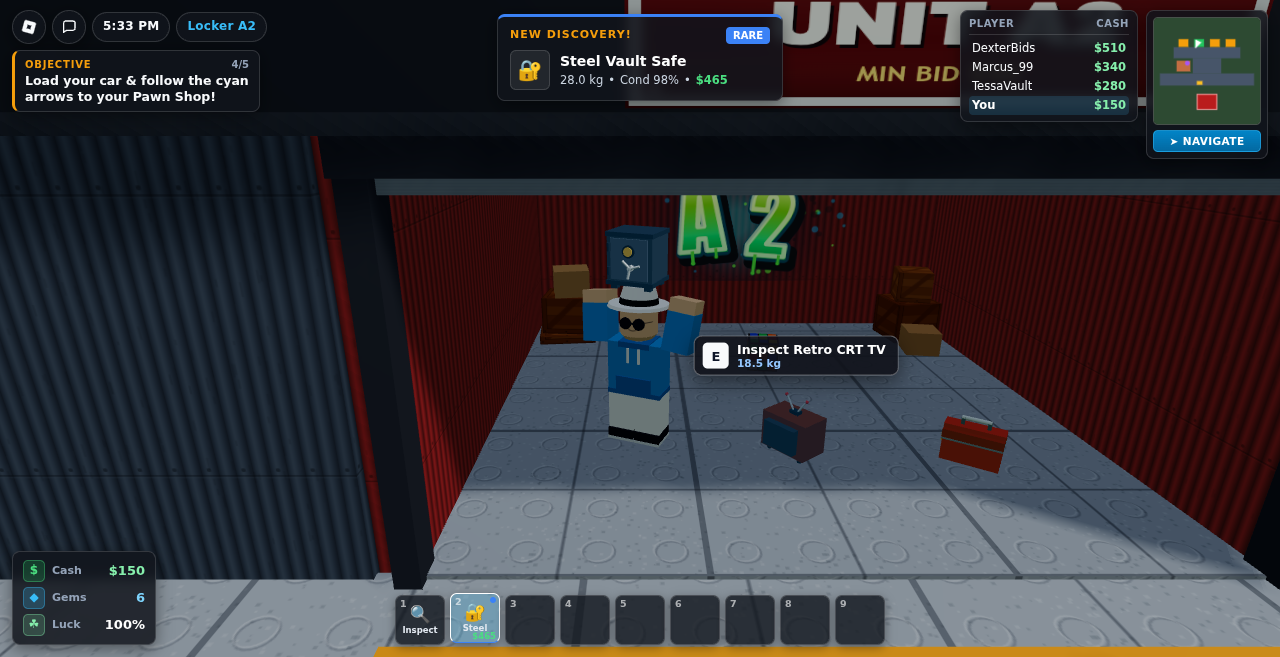 5:33 PM
Locker A2
OBJECTIVE 4/5
Load your car & follow the cyan
arrows to your Pawn Shop!
NEW DISCOVERY! RARE
Steel Vault Safe
28.0 kg • Cond 98% • $465
UNIT A2
MIN BID
PLAYER CASH
DexterBids $510
Marcus_99 $340
TessaVault $280
You $150
➤ NAVIGATE
A2
E
Inspect Retro CRT TV
18.5 kg
$ Cash $150
Gems 6
Luck 100%
1 Inspect
2 Steel $465
3
4
5
6
7
8
9